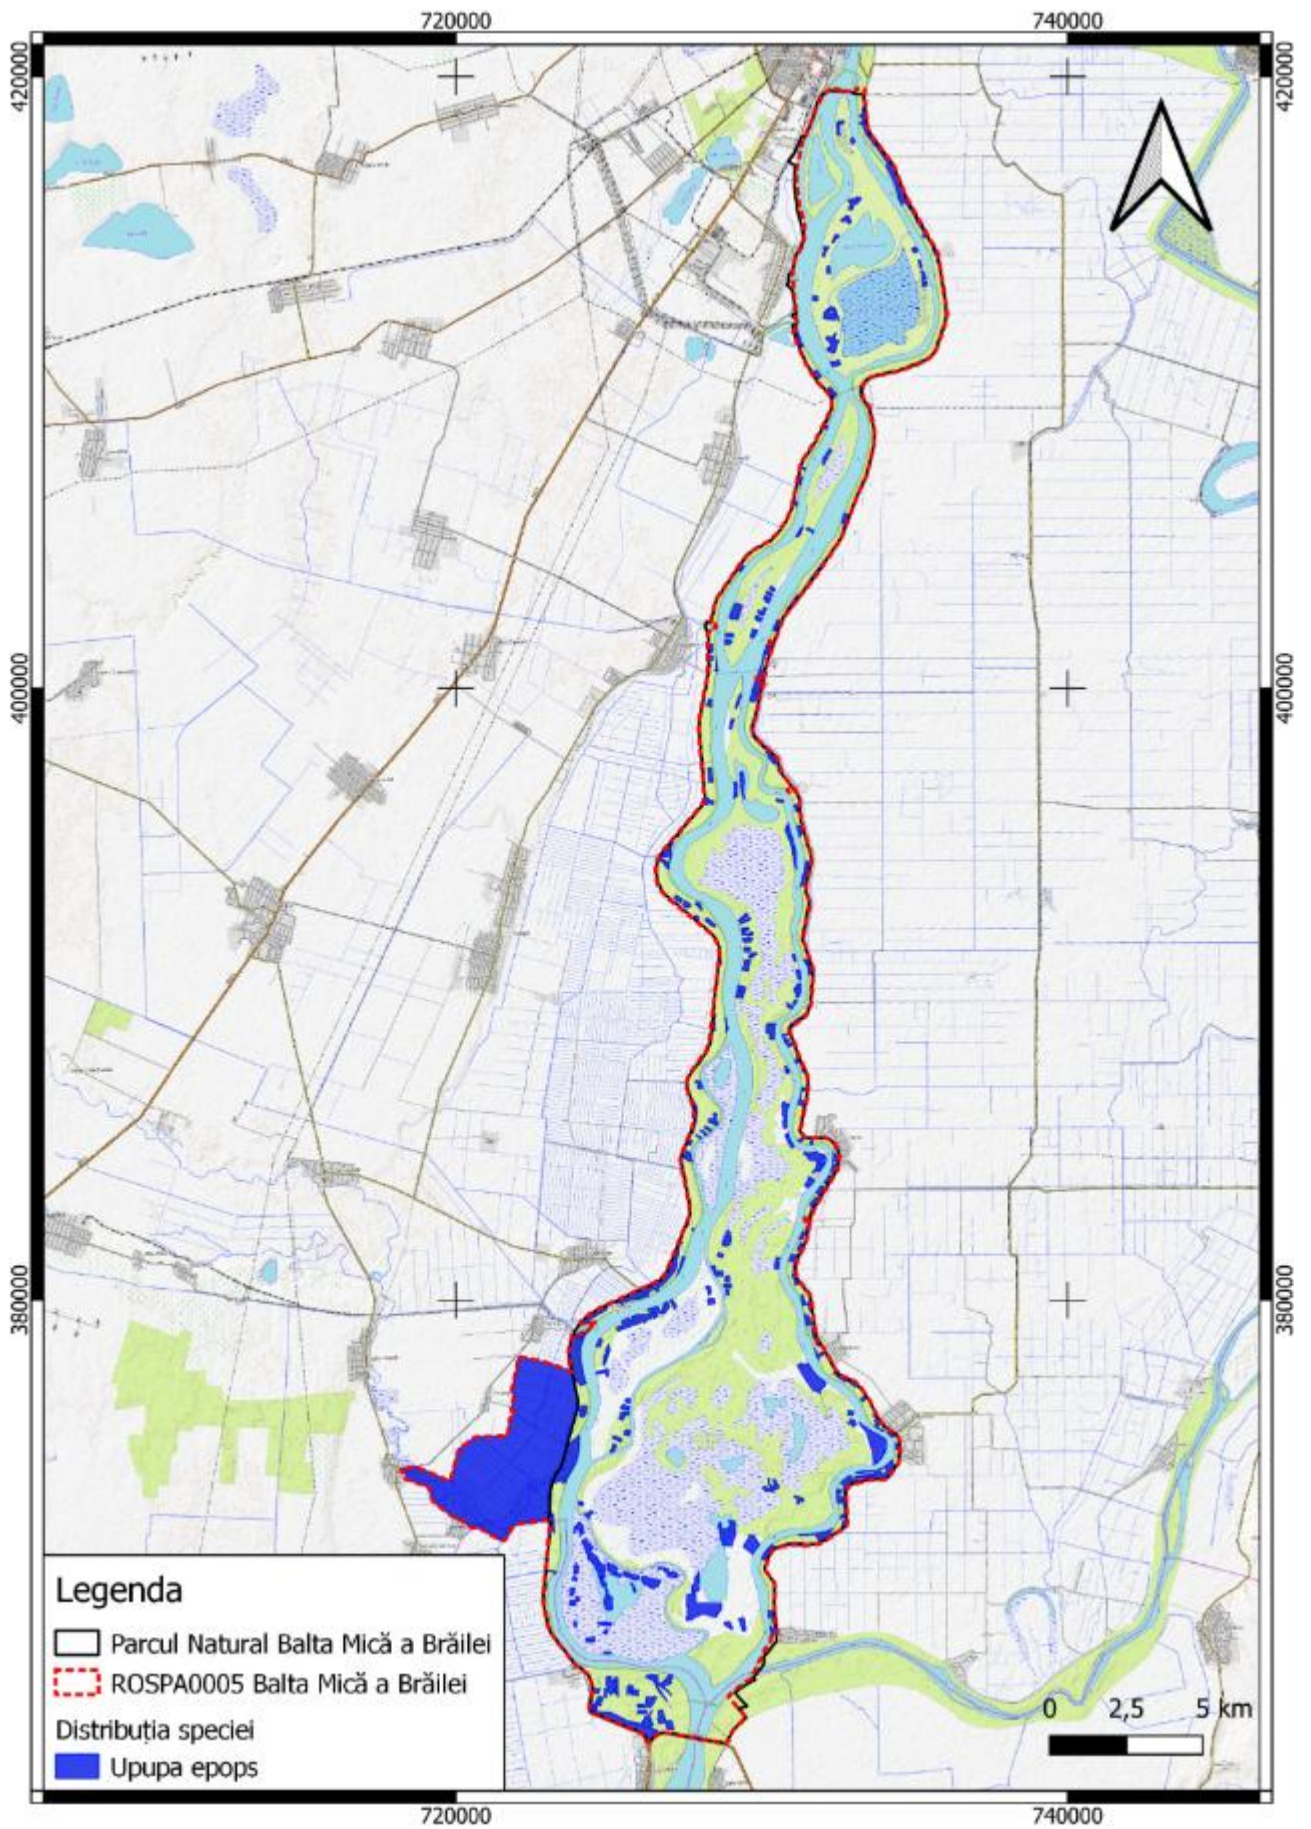 720000 740000
420000 420000
400000 400000
380000 380000
Legenda
Parcul Natural Balta Mică a Brăilei
ROSPA0005 Balta Mică a Brăilei
Distribuția speciei
Upupa epops
0 2,5 5 km
720000 740000